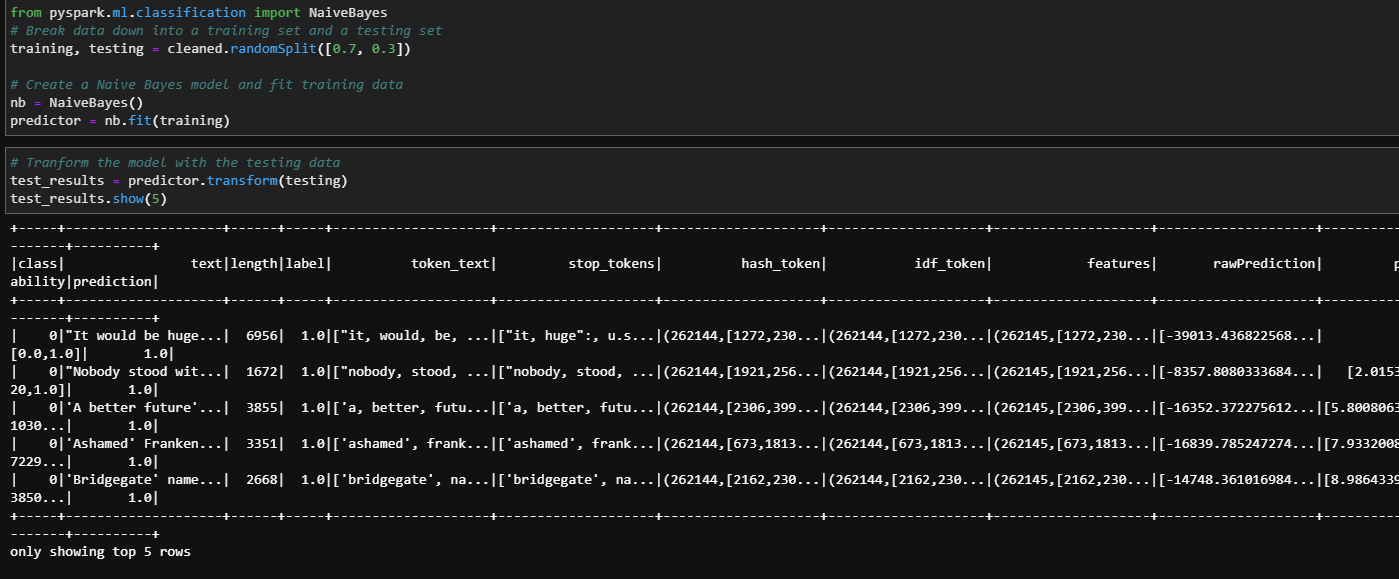 from pyspark.ml.classification import NaiveBayes
# Break data down into a training set and a testing set
training, testing = cleaned.randomSplit([0.7, 0.3])
# Create a Naive Bayes model and fit training data
nb = NaiveBayes()
predictor = nb.fit(training)
# Tranform the model with the testing data
test_results = predictor.transform(testing)
test_results.show(5)
+-----+--------------------+------+-----+--------------------+--------------------+--------------------+--------------------+--------------------+--------------------+---------
-------+----------+
|class|                text|length|label|          token_text|         stop_tokens|          hash_token|           idf_token|            features|       rawPrediction|         p
ability|prediction|
+-----+--------------------+------+-----+--------------------+--------------------+--------------------+--------------------+--------------------+--------------------+---------
-------+----------+
|    0|"It would be huge...|  6956|  1.0|["it, would, be, ...|["it, huge":, u.s...|(262144,[1272,230...|(262144,[1272,230...|(262145,[1272,230...|[-39013.436822568...|
[0.0,1.0]|       1.0|
|    0|"Nobody stood wit...|  1672|  1.0|["nobody, stood, ...|["nobody, stood, ...|(262144,[1921,256...|(262144,[1921,256...|(262145,[1921,256...|[-8357.8080333684...|   [2.0153
20,1.0]|         1.0|
|    0|'A better future'...|  3855|  1.0|['a, better, futu...|['a, better, futu...|(262144,[2306,399...|(262144,[2306,399...|(262145,[2306,399...|[-16352.372275612...|[5.8008063
1030...|       1.0|
|    0|'Ashamed' Franken...|  3351|  1.0|['ashamed', frank...|['ashamed', frank...|(262144,[673,1813...|(262144,[673,1813...|(262145,[673,1813...|[-16839.785247274...|[7.9332008
7229...|       1.0|
|    0|'Bridgegate' name...|  2668|  1.0|['bridgegate', na...|['bridgegate', na...|(262144,[2162,230...|(262144,[2162,230...|(262145,[2162,230...|[-14748.361016984...|[8.9864339
3850...|       1.0|
+-----+--------------------+------+-----+--------------------+--------------------+--------------------+--------------------+--------------------+--------------------+---------
-------+----------+
only showing top 5 rows